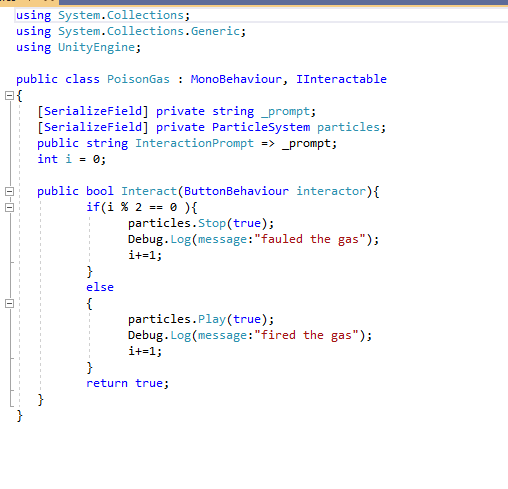 using System.Collections;
using System.Collections.Generic;
using UnityEngine;
public class PoisonGas : MonoBehaviour, IInteractable
{
[SerializeField] private string _prompt;
[SerializeField] private ParticleSystem particles;
public string InteractionPrompt => _prompt;
int i = 0;
public bool Interact(ButtonBehaviour interactor){
if(i % 2 == 0 ){
particles.Stop(true);
Debug.Log(message:"fauled the gas");
i+=1;
}
else
{
particles.Play(true);
Debug.Log(message:"fired the gas");
i+=1;
}
return true;
}
}